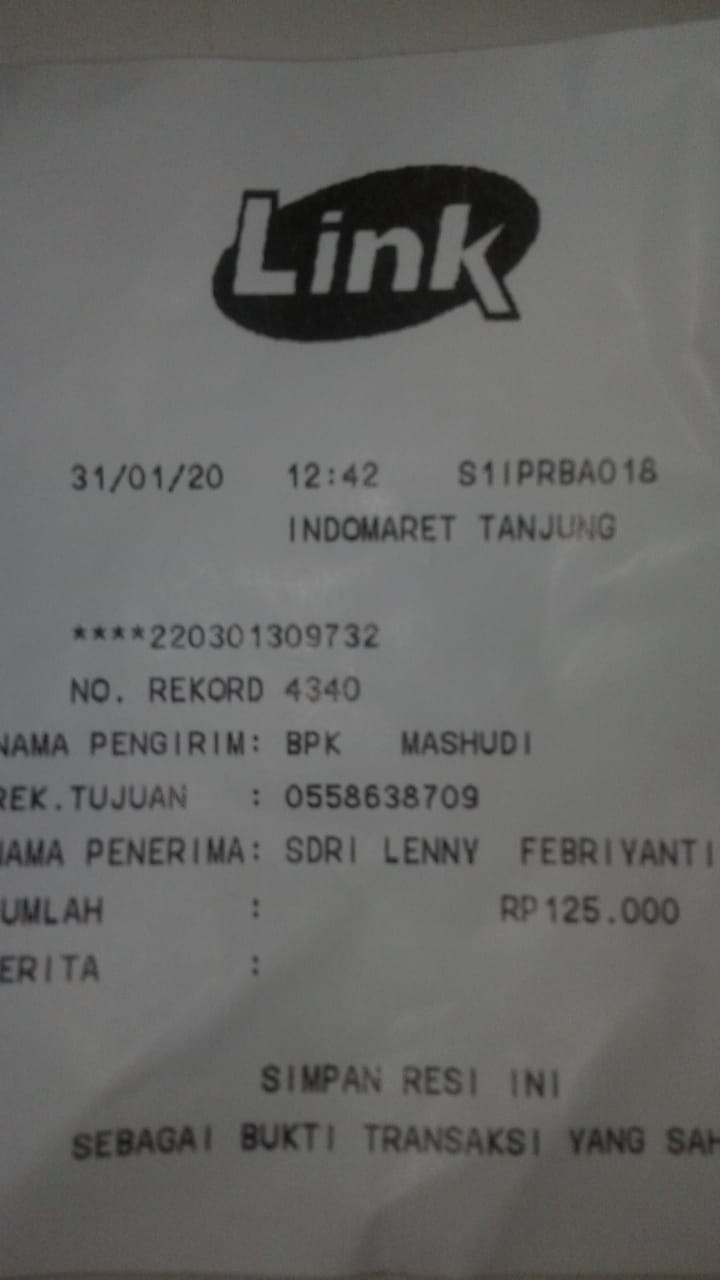 Link
31/01/20 12:42 S1IPRBA018
INDOMARET TANJUNG
****220301309732
NO. REKORD 4340
NAMA PENGIRIM: BPK MASHUDI
REK.TUJUAN : 0558638709
NAMA PENERIMA: SDRI LENNY FEBRIYANTI
UMLAH : RP125.000
ERITA :
SIMPAN RESI INI
SEBAGAI BUKTI TRANSAKSI YANG SAH